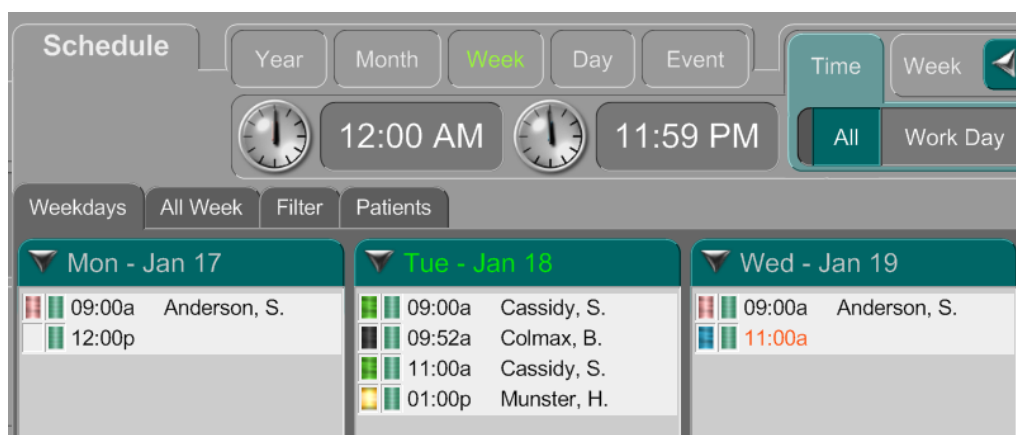 Schedule
Year Month Week Day Event
Time Week
12:00 AM 11:59 PM
All Work Day
Weekdays All Week Filter Patients
Mon - Jan 17
09:00a Anderson, S.
12:00p
Tue - Jan 18
09:00a Cassidy, S.
09:52a Colmax, B.
11:00a Cassidy, S.
01:00p Munster, H.
Wed - Jan 19
09:00a Anderson, S.
11:00a